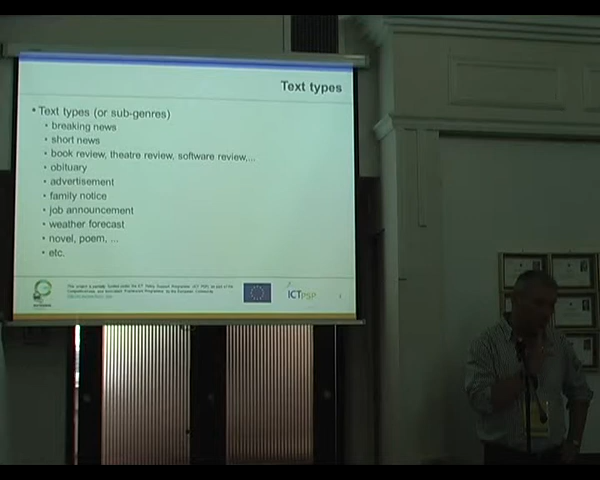 Text types
• Text types (or sub-genres)
• breaking news
• short news
• book review, theatre review, software review,...
• obituary
• advertisement
• family notice
• job announcement
• weather forecast
• novel, poem, ...
• etc.
ICTPSP